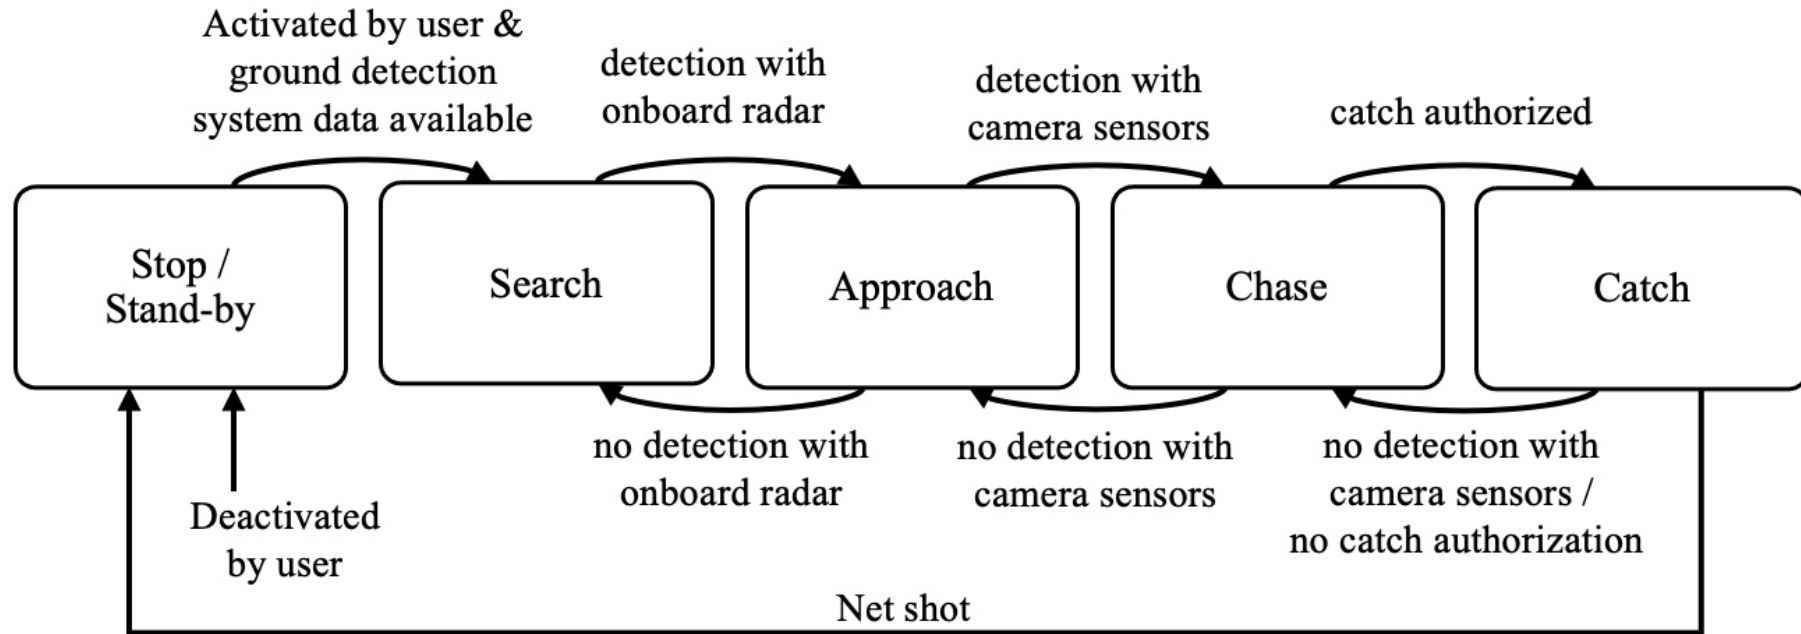 Activated by user &
ground detection
system data available
detection with
onboard radar
detection with
camera sensors
catch authorized
Stop /
Stand-by
Search
Approach
Chase
Catch
Deactivated
by user
no detection with
onboard radar
no detection with
camera sensors
no detection with
camera sensors /
no catch authorization
Net shot